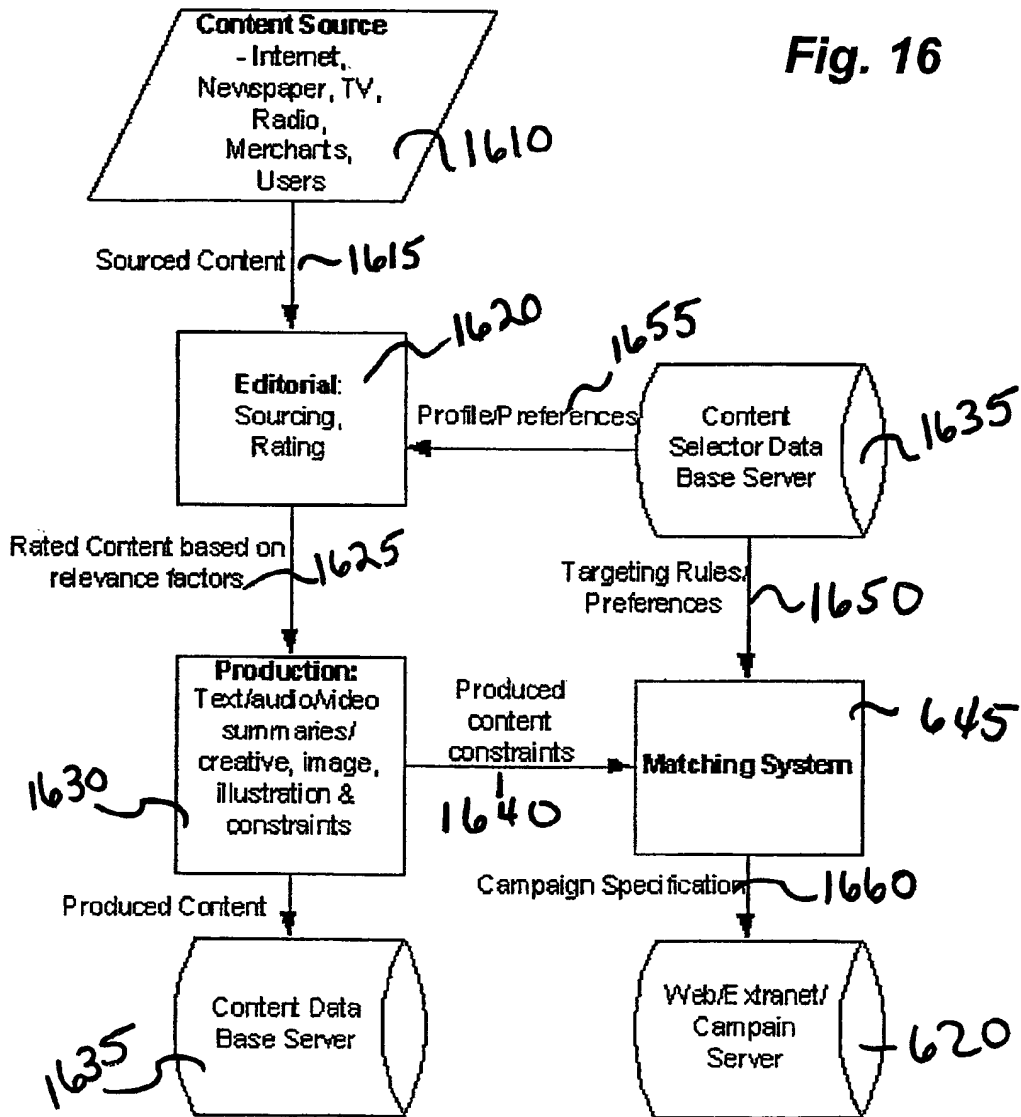 Fig. 16
Content Source
- Internet,
Newspaper, TV,
Radio,
Mercharts,
Users
1610
Sourced Content
1615
Editorial:
Sourcing,
Rating
1620
Profile/Preferences
1655
Content
Selector Data
Base Server
1635
Rated Content based on
relevance factors
1625
Targeting Rules/
Preferences
1650
Production:
Text/audio/video
summaries/
creative, image,
illustration &
constraints
1630
Produced
content
constraints
1640
Matching System
645
Produced Content
Campaign Specification
1660
Content Data
Base Server
1635
Web/Extranet/
Campain
Server
620